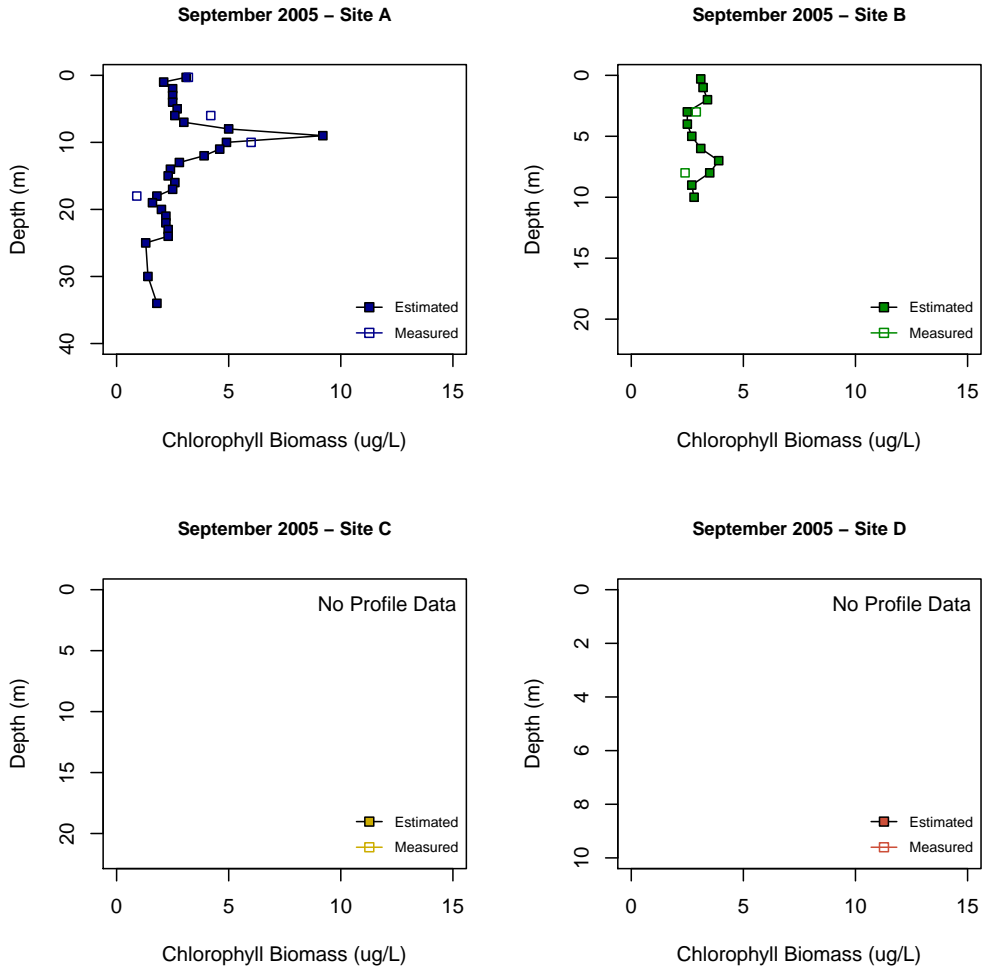 September 2005 – Site A
0
10
20
30
40
Depth (m)
Estimated
Measured
0 5 10 15
Chlorophyll Biomass (ug/L)
September 2005 – Site B
0
5
10
15
20
Depth (m)
Estimated
Measured
0 5 10 15
Chlorophyll Biomass (ug/L)
September 2005 – Site C
No Profile Data
0
5
10
15
20
Depth (m)
Estimated
Measured
0 5 10 15
Chlorophyll Biomass (ug/L)
September 2005 – Site D
No Profile Data
0
2
4
6
8
10
Depth (m)
Estimated
Measured
0 5 10 15
Chlorophyll Biomass (ug/L)